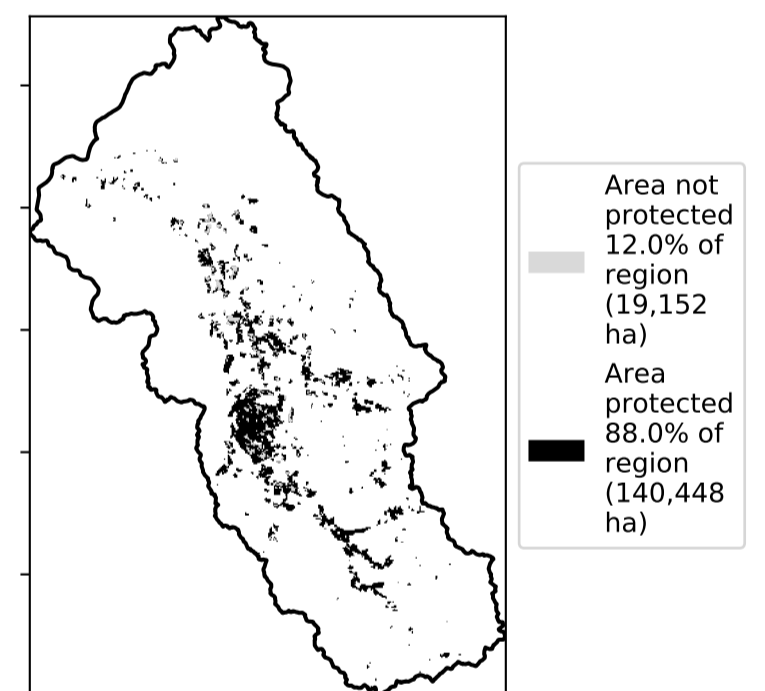 Area not
protected
12.0% of
region
(19,152
ha)
Area
protected
88.0% of
region
(140,448
ha)